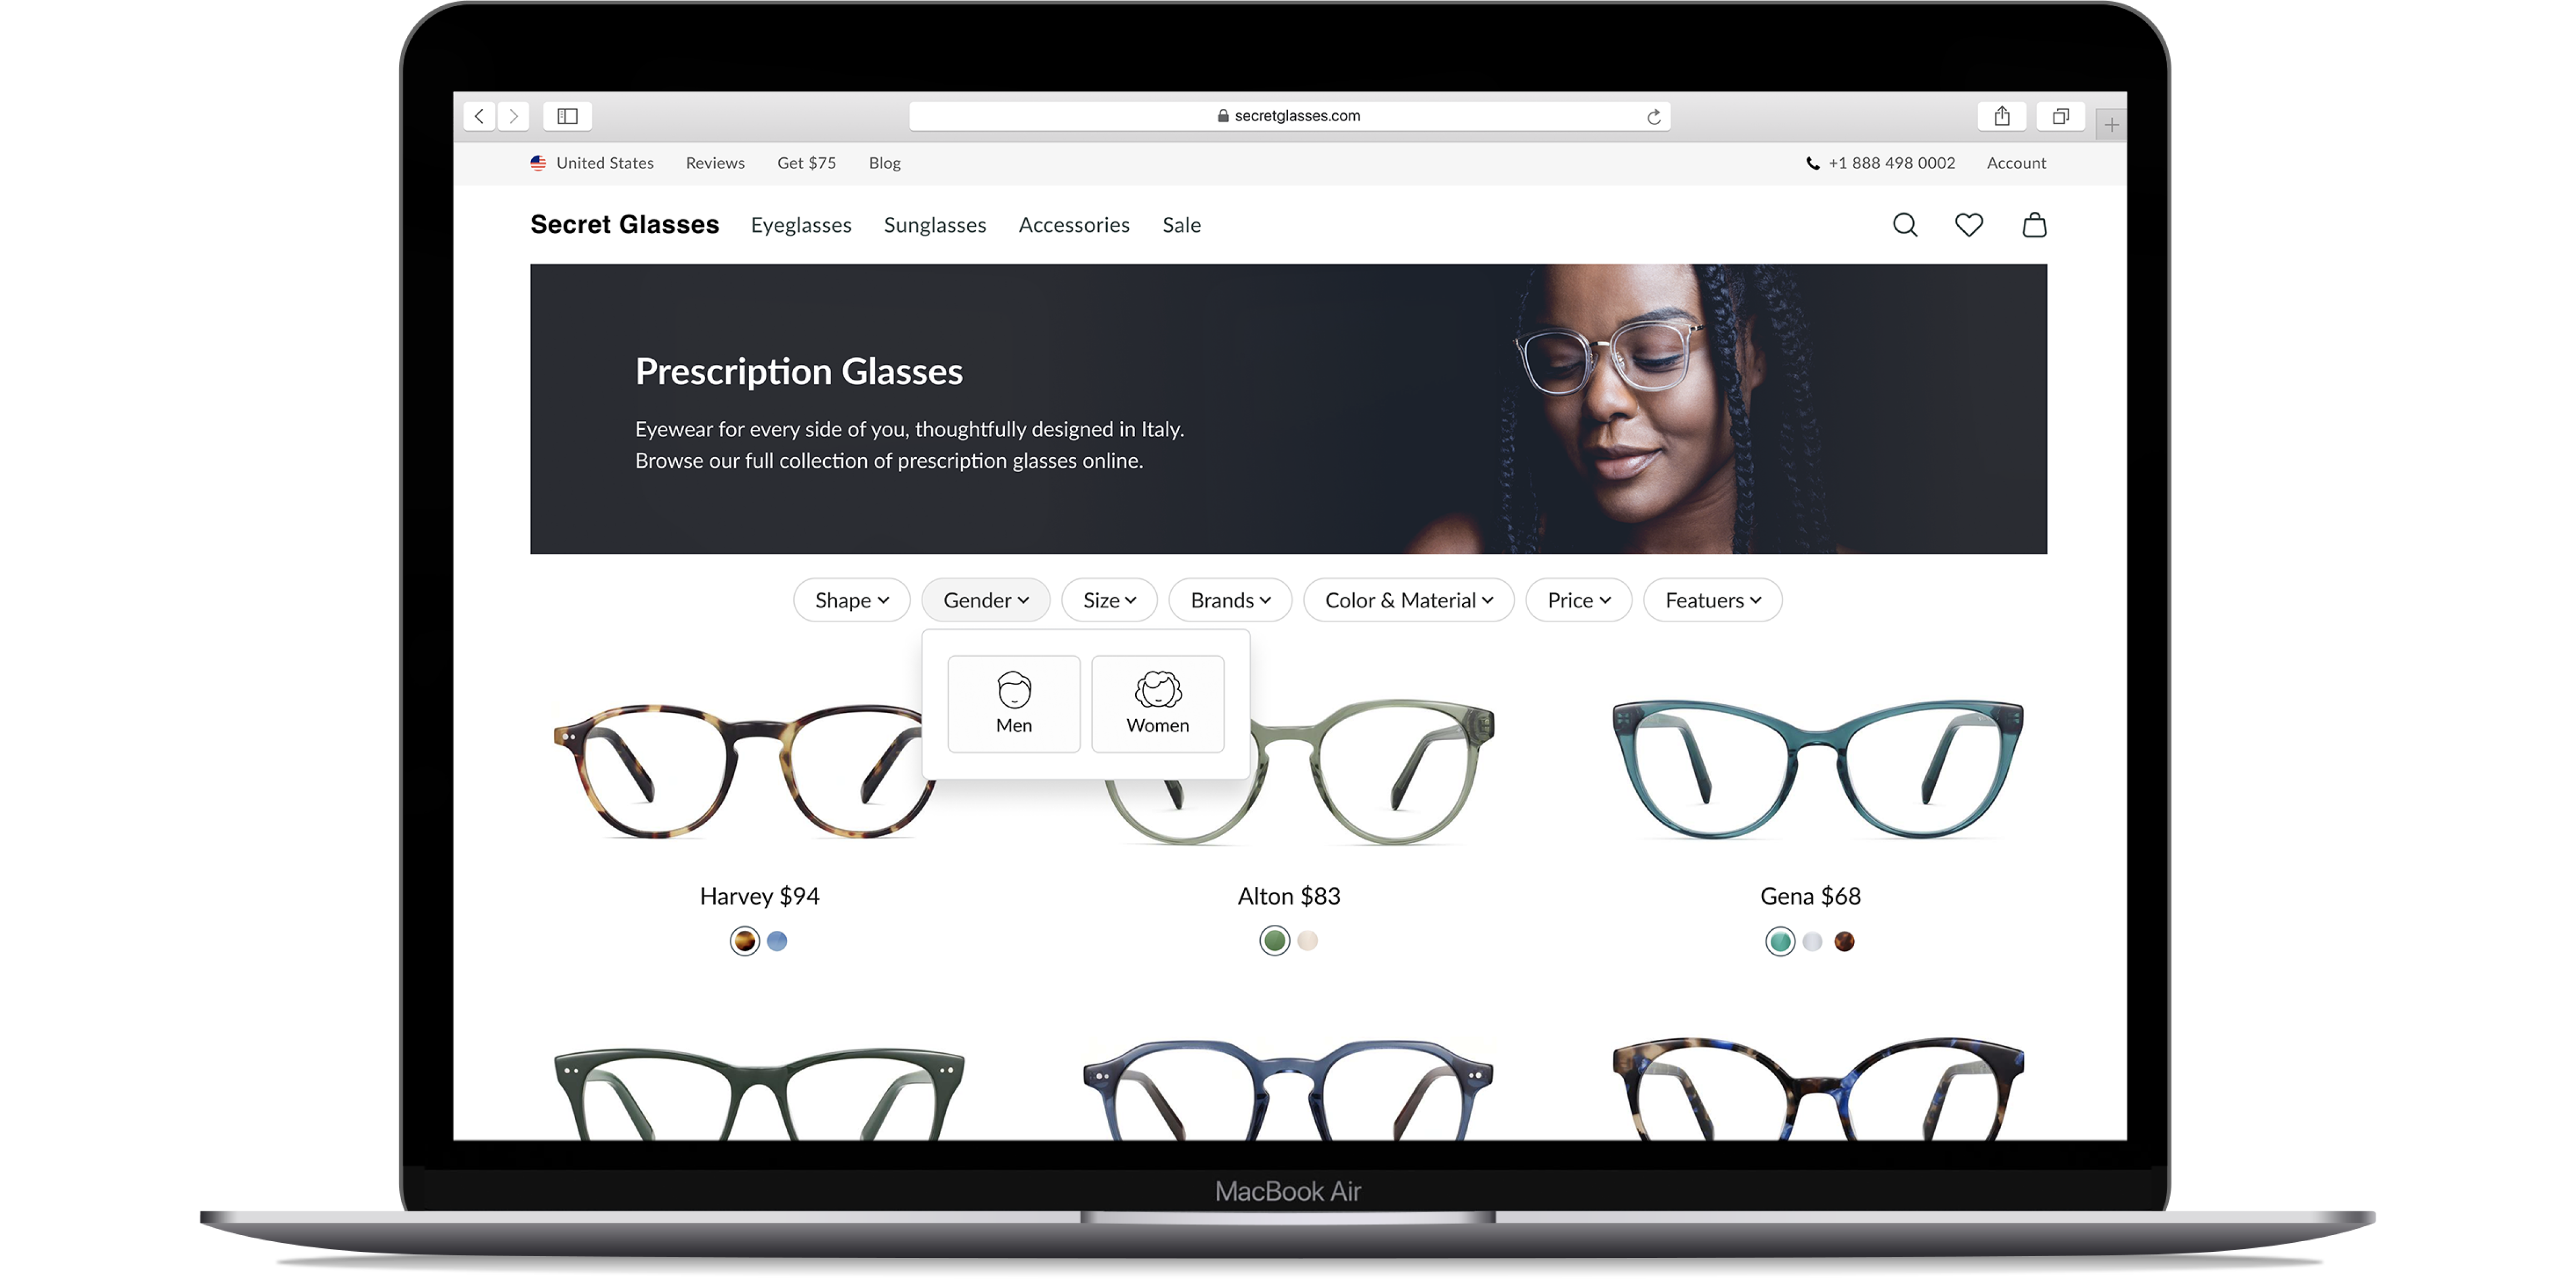 secretglasses.com
United States Reviews Get $75 Blog +1 888 498 0002 Account
Secret Glasses Eyeglasses Sunglasses Accessories Sale
Prescription Glasses
Eyewear for every side of you, thoughtfully designed in Italy.
Browse our full collection of prescription glasses online.
Shape Gender Size Brands Color & Material Price Featuers
Men Women
Harvey $94 Alton $83 Gena $68
MacBook Air